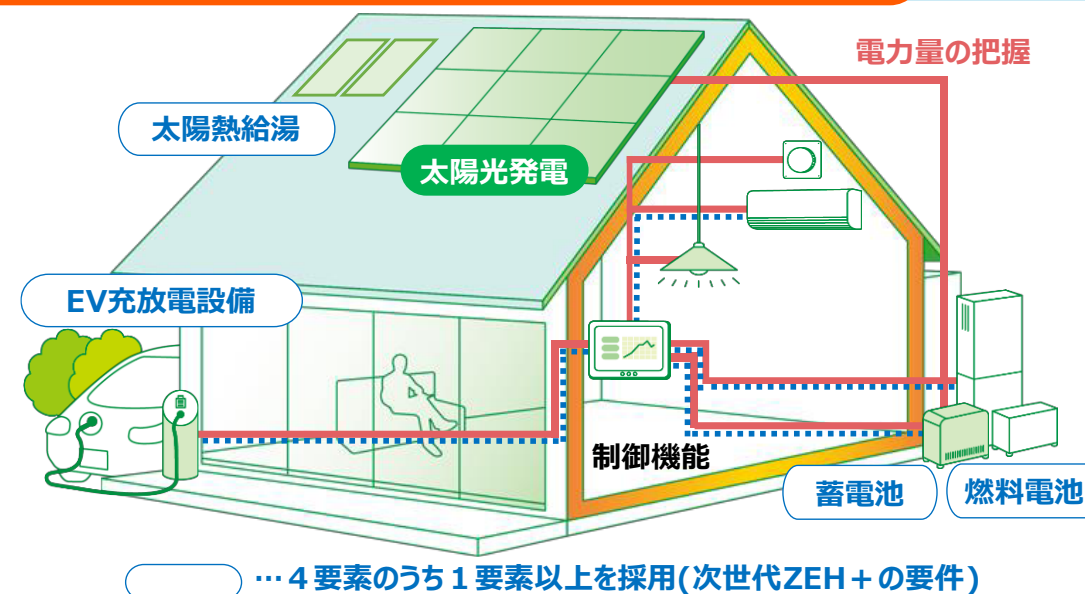 電力量の把握
太陽熱給湯
太陽光発電
EV充放電設備
制御機能
蓄電池
燃料電池
…４要素のうち１要素以上を採用(次世代ZEH＋の要件)